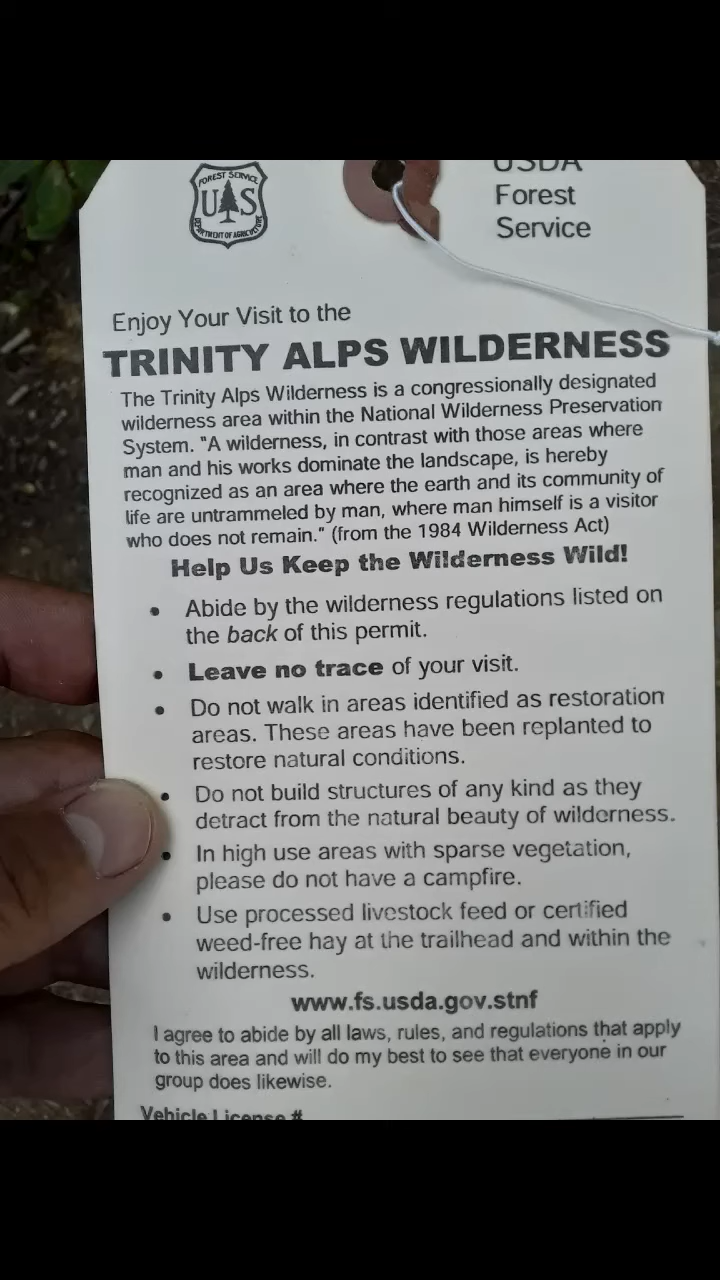 FOREST SERVICE
US
DEPARTMENT OF AGRICULTURE
USDA
Forest
Service
Enjoy Your Visit to the
TRINITY ALPS WILDERNESS
The Trinity Alps Wilderness is a congressionally designated
wilderness area within the National Wilderness Preservation
System. "A wilderness, in contrast with those areas where
man and his works dominate the landscape, is hereby
recognized as an area where the earth and its community of
life are untrammeled by man, where man himself is a visitor
who does not remain." (from the 1984 Wilderness Act)
Help Us Keep the Wilderness Wild!
• Abide by the wilderness regulations listed on
the back of this permit.
• Leave no trace of your visit.
• Do not walk in areas identified as restoration
areas. These areas have been replanted to
restore natural conditions.
• Do not build structures of any kind as they
detract from the natural beauty of wilderness.
• In high use areas with sparse vegetation,
please do not have a campfire.
• Use processed livestock feed or certified
weed-free hay at the trailhead and within the
wilderness.
www.fs.usda.gov.stnf
I agree to abide by all laws, rules, and regulations that apply
to this area and will do my best to see that everyone in our
group does likewise.
Vehicle License #